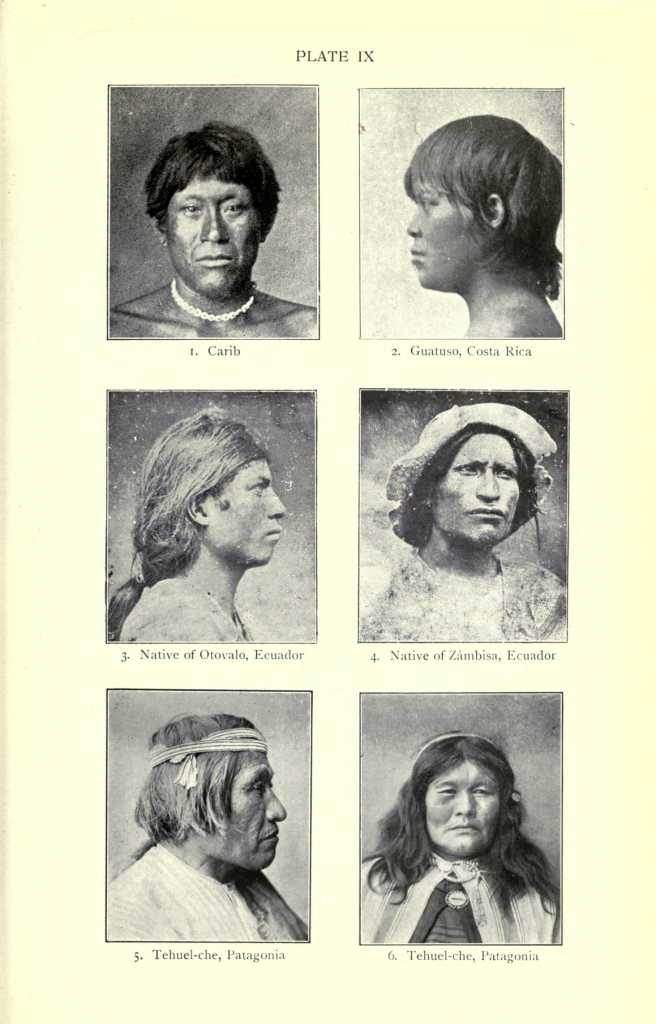 PLATE IX
1. Carib
2. Guatuso, Costa Rica
3. Native of Otovalo, Ecuador
4. Native of Zámbisa, Ecuador
5. Tehuel-che, Patagonia
6. Tehuel-che, Patagonia